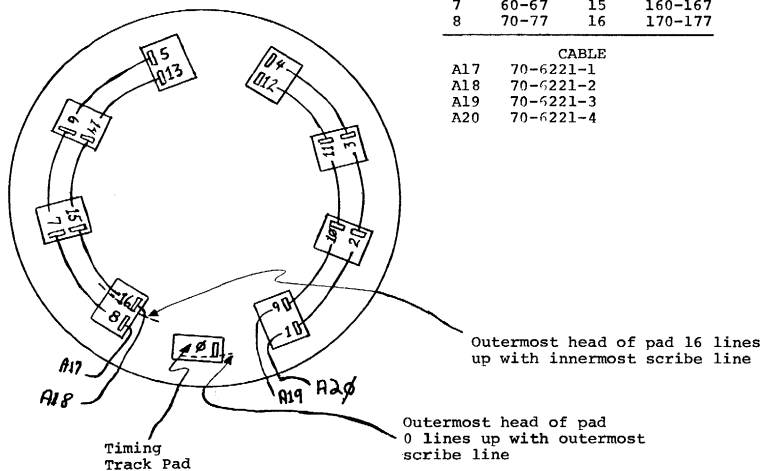 7 60-67 15 160-167
8 70-77 16 170-177
CABLE
A17 70-6221-1
A18 70-6221-2
A19 70-6221-3
A20 70-6221-4
5
13
4
12
6
14
3
11
7
15
10
2
16
8
9
1
Ø
A17
A18
A19
A2Ø
Outermost head of pad 16 lines
up with innermost scribe line
Outermost head of pad
0 lines up with outermost
scribe line
Timing
Track Pad